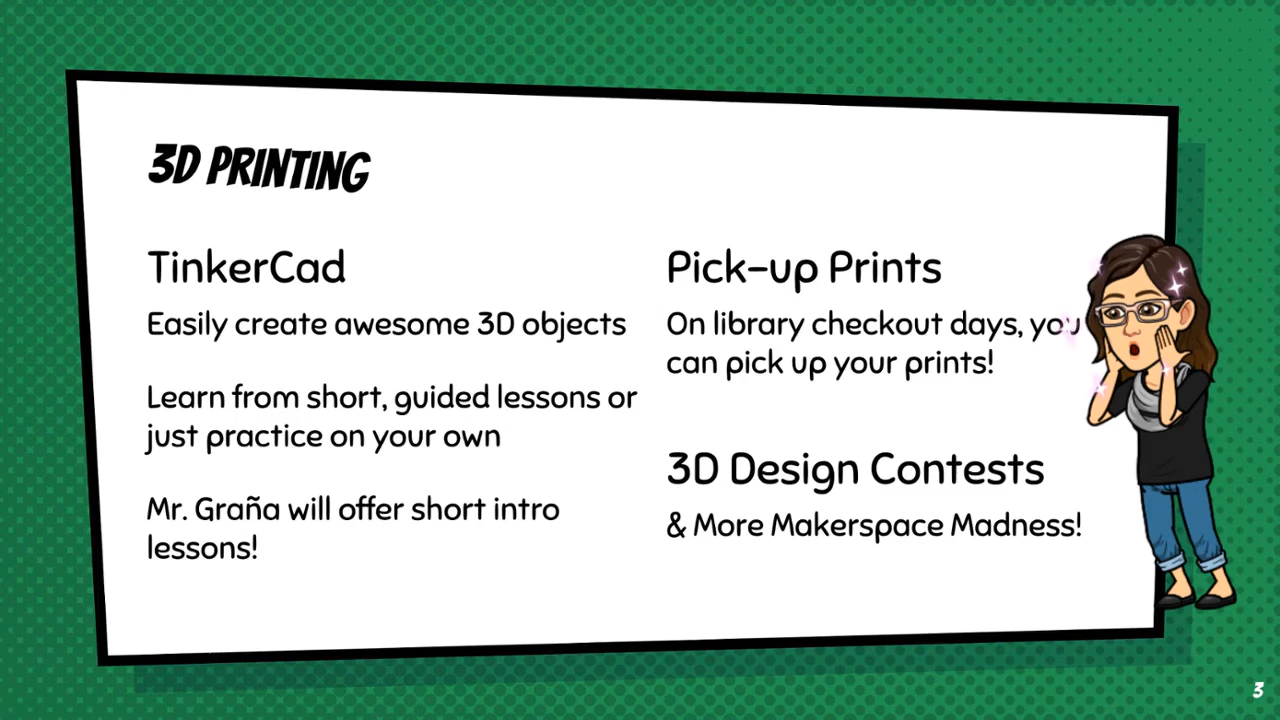 3D PRINTING
TinkerCad
Easily create awesome 3D objects
Learn from short, guided lessons or
just practice on your own
Mr. Graña will offer short intro
lessons!
Pick-up Prints
On library checkout days, you
can pick up your prints!
3D Design Contests
& More Makerspace Madness!
3